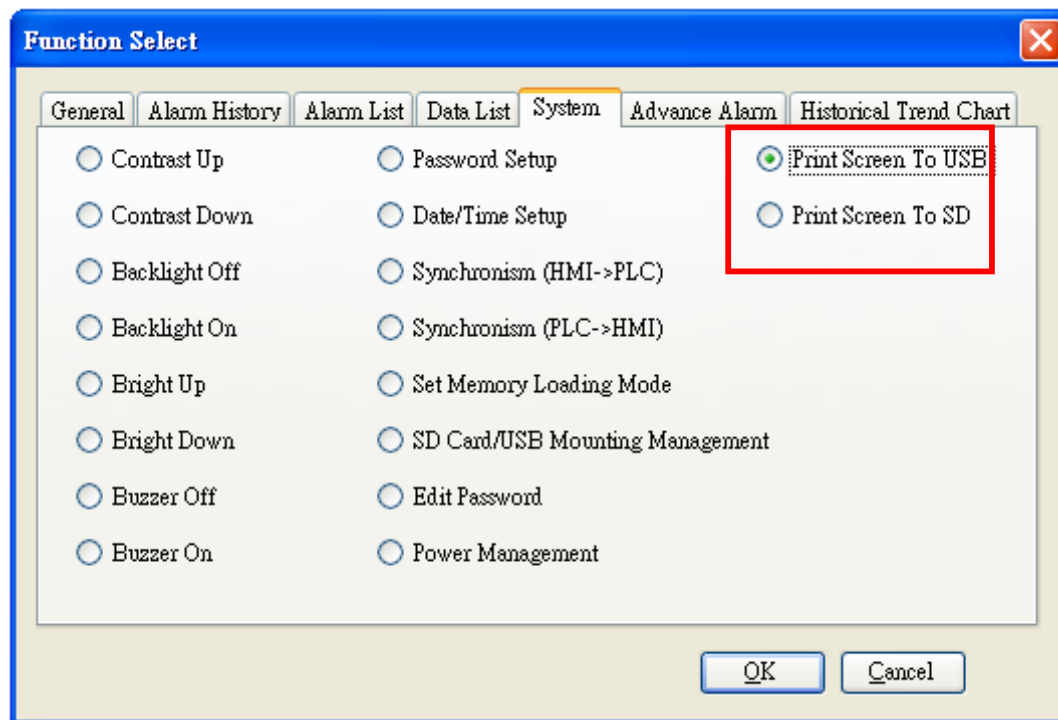 Function Select
General Alarm History Alarm List Data List System Advance Alarm Historical Trend Chart
Contrast Up Password Setup Print Screen To USB
Contrast Down Date/Time Setup Print Screen To SD
Backlight Off Synchronism (HMI->PLC)
Backlight On Synchronism (PLC->HMI)
Bright Up Set Memory Loading Mode
Bright Down SD Card/USB Mounting Management
Buzzer Off Edit Password
Buzzer On Power Management
OK Cancel